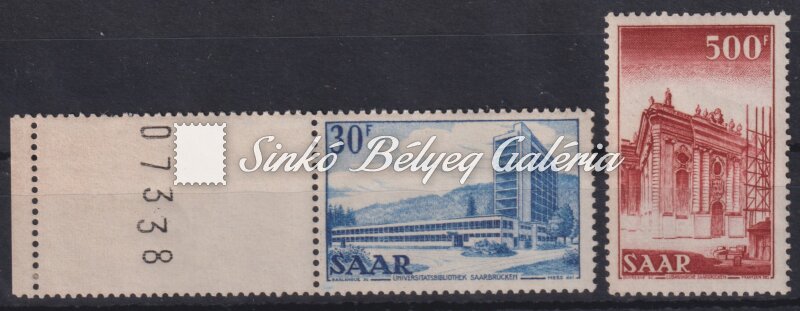 07338
30F
SAAR
UNIVERSITÄTSBIBLIOTHEK SAARBRÜCKEN
Sinkó Bélyeg Galéria
500F
SAAR